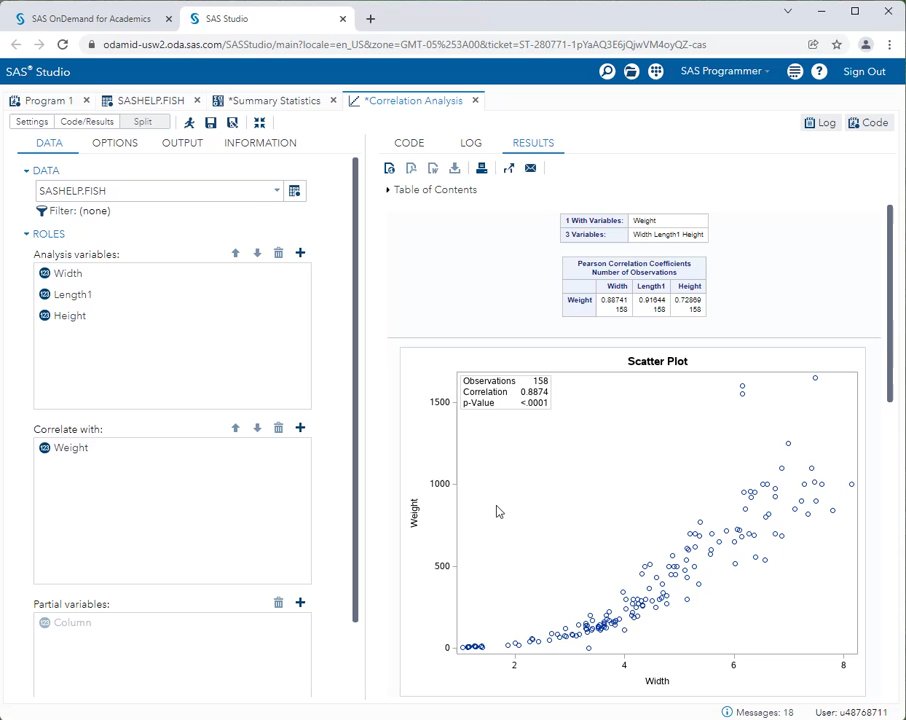 SAS OnDemand for Academics
SAS Studio
odamid-usw2.oda.sas.com/SASStudio/main?locale=en_US&zone=GMT-05%253A00&ticket=ST-280771-1pYaAQ3E6jQjwVM4oyQZ-cas
SAS® Studio
SAS Programmer
Sign Out
Program 1
SASHELP.FISH
*Summary Statistics
*Correlation Analysis
Settings
Code/Results
Split
Log
Code
DATA
OPTIONS
OUTPUT
INFORMATION
CODE
LOG
RESULTS
DATA
SASHELP.FISH
Filter: (none)
ROLES
Analysis variables:
Width
Length1
Height
Correlate with:
Weight
Partial variables:
Column
Table of Contents
1 With Variables: Weight
3 Variables: Width Length1 Height
Pearson Correlation Coefficients
Number of Observations
Width Length1 Height
Weight 0.88741 0.91644 0.72869
158 158 158
Scatter Plot
Observations 158
Correlation 0.8874
p-Value <.0001
1500
1000
500
0
Weight
2 4 6 8
Width
Messages: 18
User: u48768711